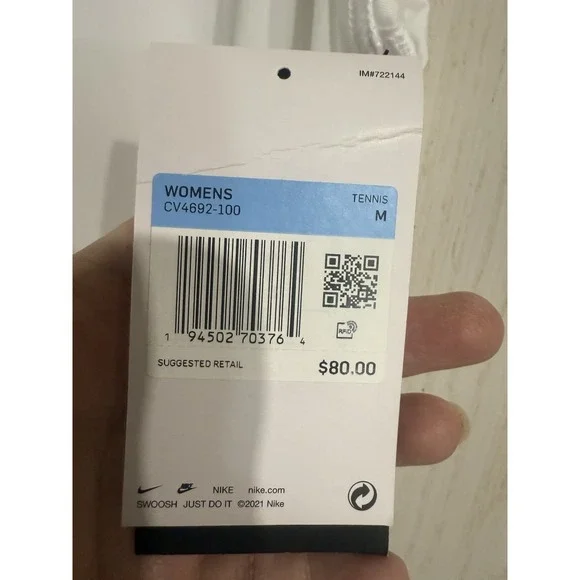 IM#722144
WOMENS TENNIS
CV4692-100 M
1 94502 70376 4
RFID
SUGGESTED RETAIL $80.00
NIKE nike.com
SWOOSH JUST DO IT ©2021 Nike